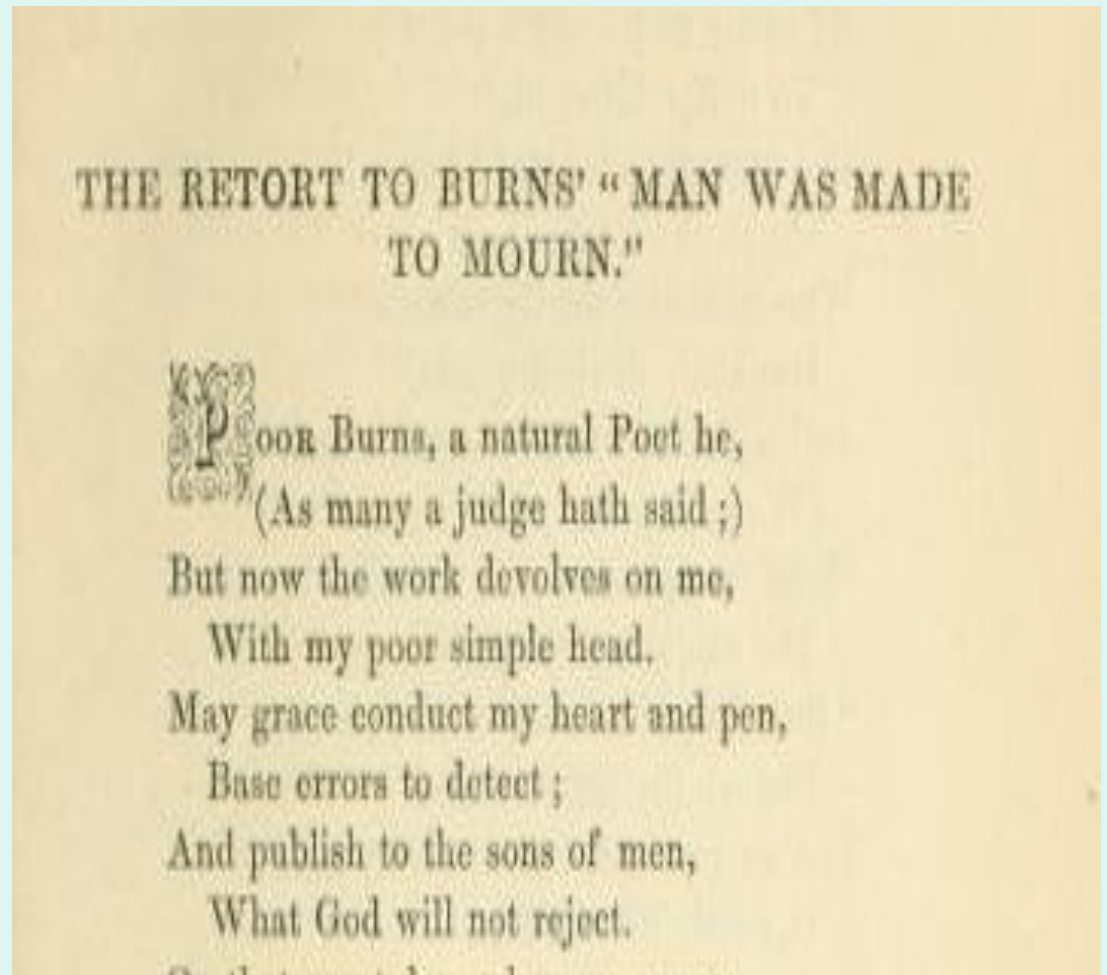 THE RETORT TO BURNS' “ MAN WAS MADE
TO MOURN."
POOR Burns, a natural Poet he,
(As many a judge hath said ;)
But now the work devolves on me,
With my poor simple head.
May grace conduct my heart and pen,
Base errors to detect ;
And publish to the sons of men,
What God will not reject.